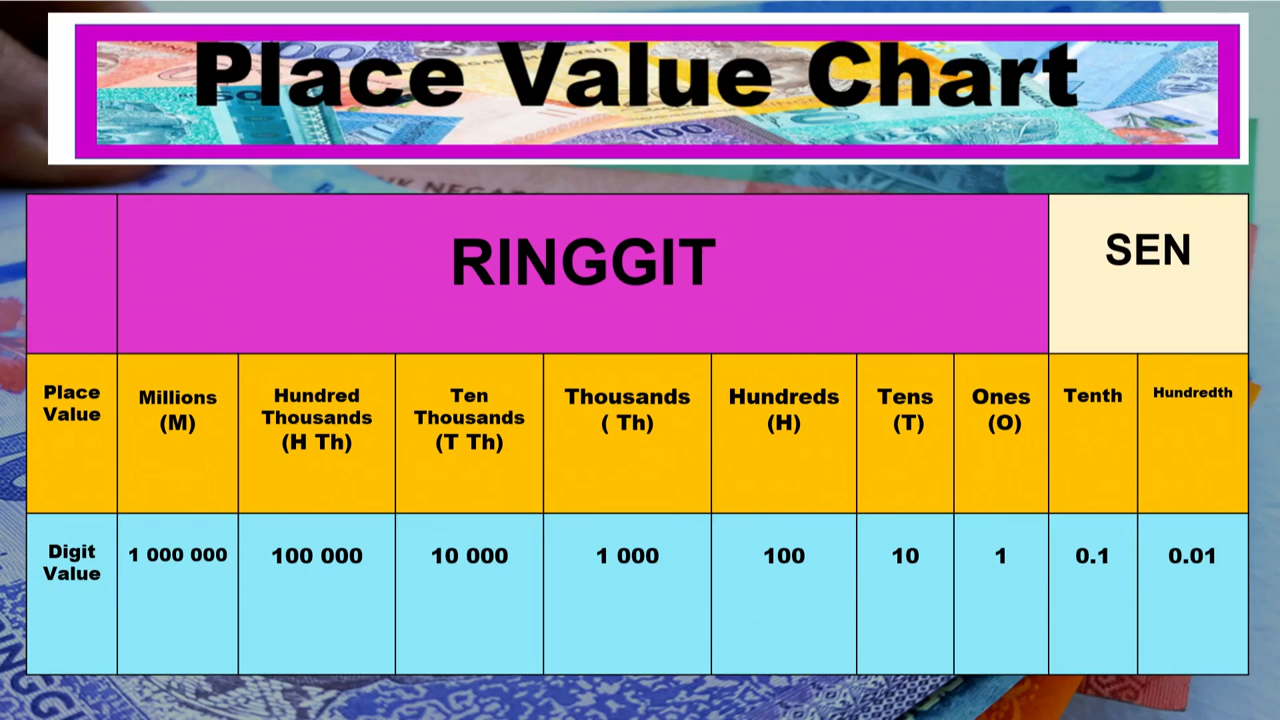 Place Value Chart
RINGGIT
SEN
Place
Value
Millions
(M)
Hundred
Thousands
(H Th)
Ten
Thousands
(T Th)
Thousands
( Th)
Hundreds
(H)
Tens
(T)
Ones
(O)
Tenth
Hundredth
Digit
Value
1 000 000
100 000
10 000
1 000
100
10
1
0.1
0.01